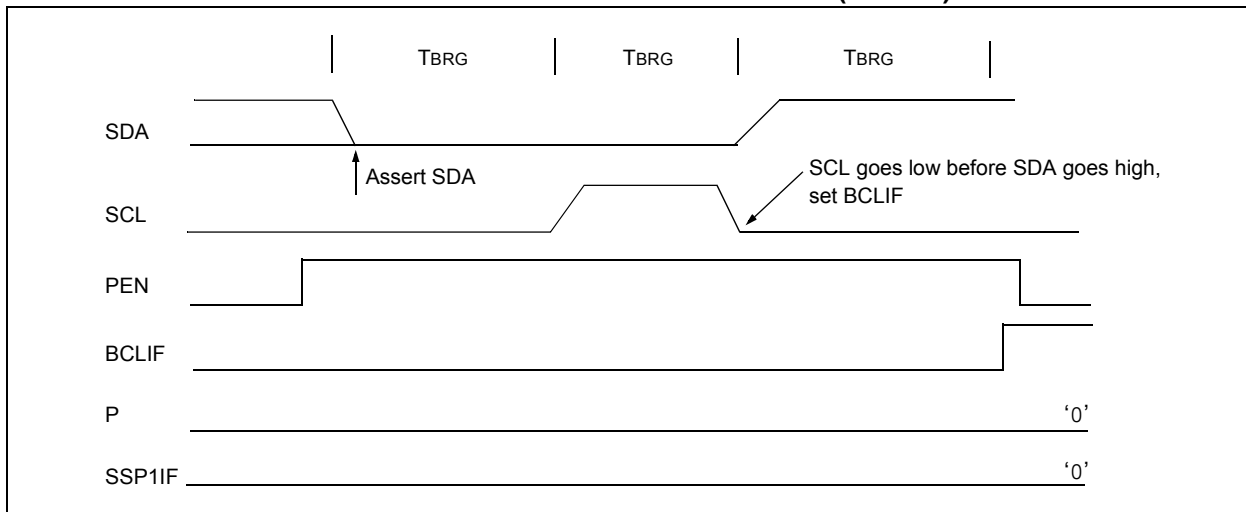 TBRG TBRG TBRG
SDA
Assert SDA
SCL goes low before SDA goes high,
set BCLIF
SCL
PEN
BCLIF
P
‘0’
SSP1IF
‘0’